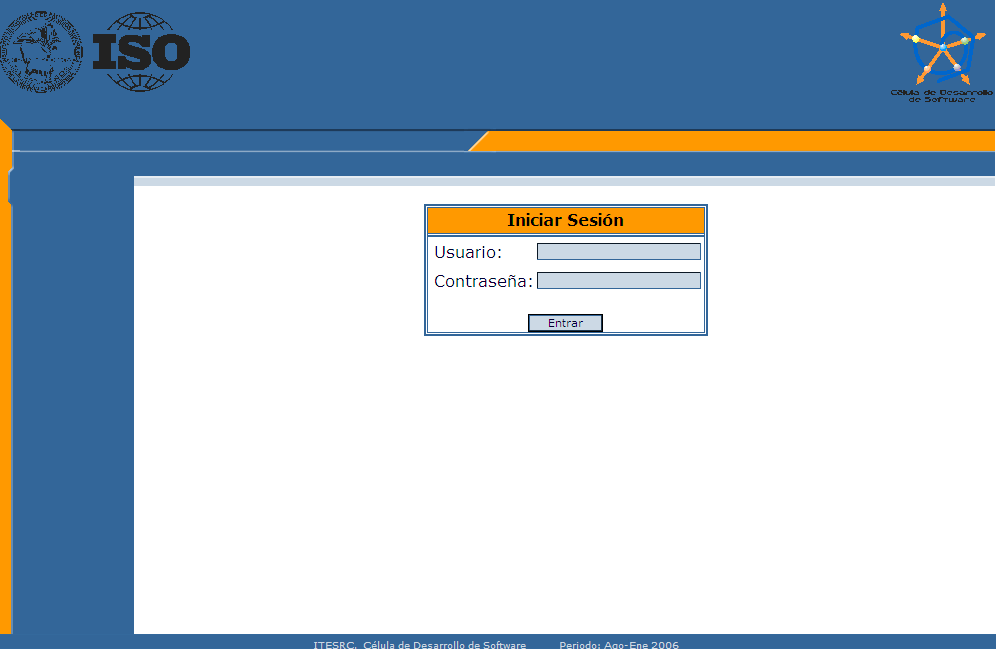 ISO
Célula de Desarrollo
de Software
Iniciar Sesión
Usuario:
Contraseña:
Entrar
ITESRC. Célula de Desarrollo de Software Periodo: Ago-Ene 2006